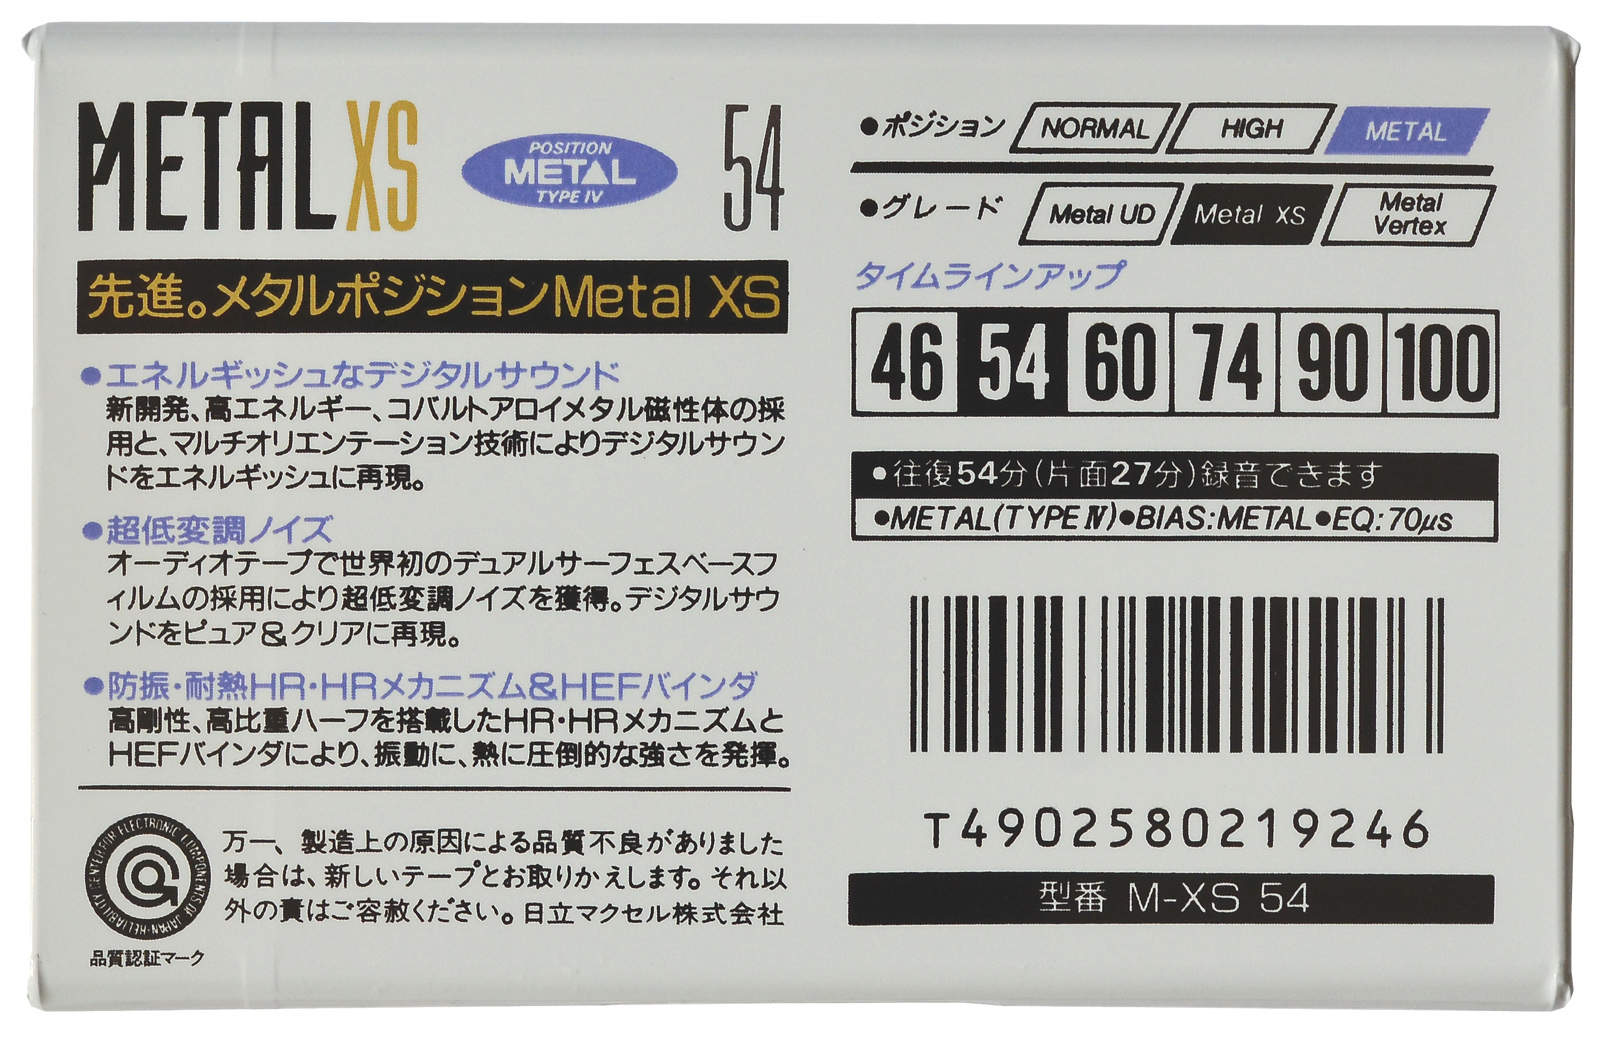 METAL XS
POSITION
METAL
TYPE IV
54
先進。メタルポジションMetal XS
●エネルギッシュなデジタルサウンド
新開発、高エネルギー、コバルトアロイメタル磁性体の採
用と、マルチオリエンテーション技術によりデジタルサウン
ドをエネルギッシュに再現。
●超低変調ノイズ
オーディオテープで世界初のデュアルサーフェスベースフ
ィルムの採用により超低変調ノイズを獲得。デジタルサウ
ンドをピュア&クリアに再現。
●防振・耐熱HR・HRメカニズム&HEFバインダ
高剛性、高比重ハーフを搭載したHR・HRメカニズムと
HEFバインダにより、振動に、熱に圧倒的な強さを発揮。
万一、製造上の原因による品質不良がありました
場合は、新しいテープとお取りかえします。それ以
外の責はご容赦ください。日立マクセル株式会社
RELIABILITY CENTER FOR ELECTRONIC COMPONENTS OF JAPAN・RCJ・N
品質認証マーク
●ポジション NORMAL HIGH METAL
●グレード Metal UD Metal XS Metal Vertex
タイムラインアップ
46 54 60 74 90 100
●往復54分(片面27分)録音できます
●METAL(TYPE IV)●BIAS:METAL●EQ:70μs
T4902580219246
型番 M-XS 54